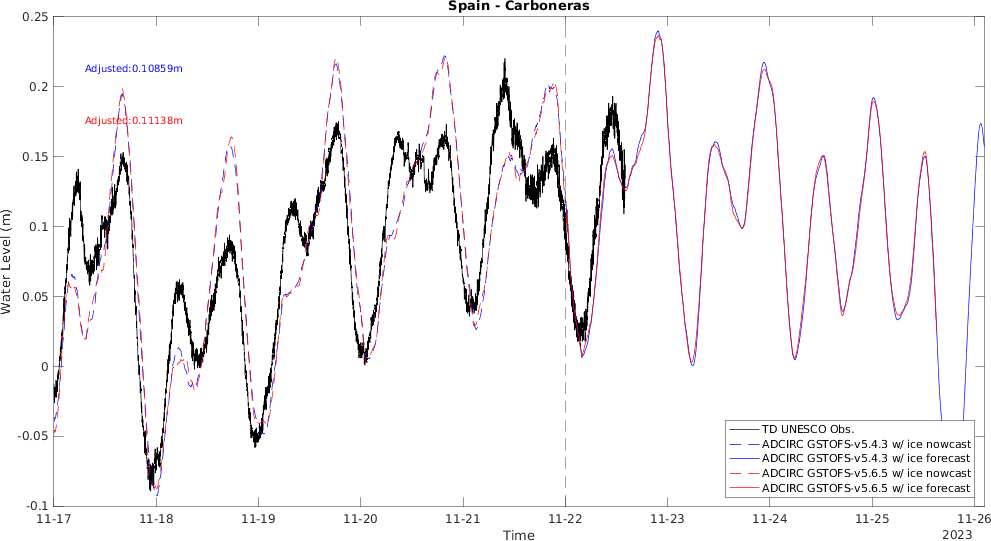 Spain - Carboneras
0.25
0.2
0.15
0.1
0.05
0
-0.05
-0.1
Water Level (m)
Adjusted:0.10859m
Adjusted:0.11138m
TD UNESCO Obs.
ADCIRC GSTOFS-v5.4.3 w/ ice nowcast
ADCIRC GSTOFS-v5.4.3 w/ ice forecast
ADCIRC GSTOFS-v5.6.5 w/ ice nowcast
ADCIRC GSTOFS-v5.6.5 w/ ice forecast
11-17 11-18 11-19 11-20 11-21 11-22 11-23 11-24 11-25 11-26
Time
2023